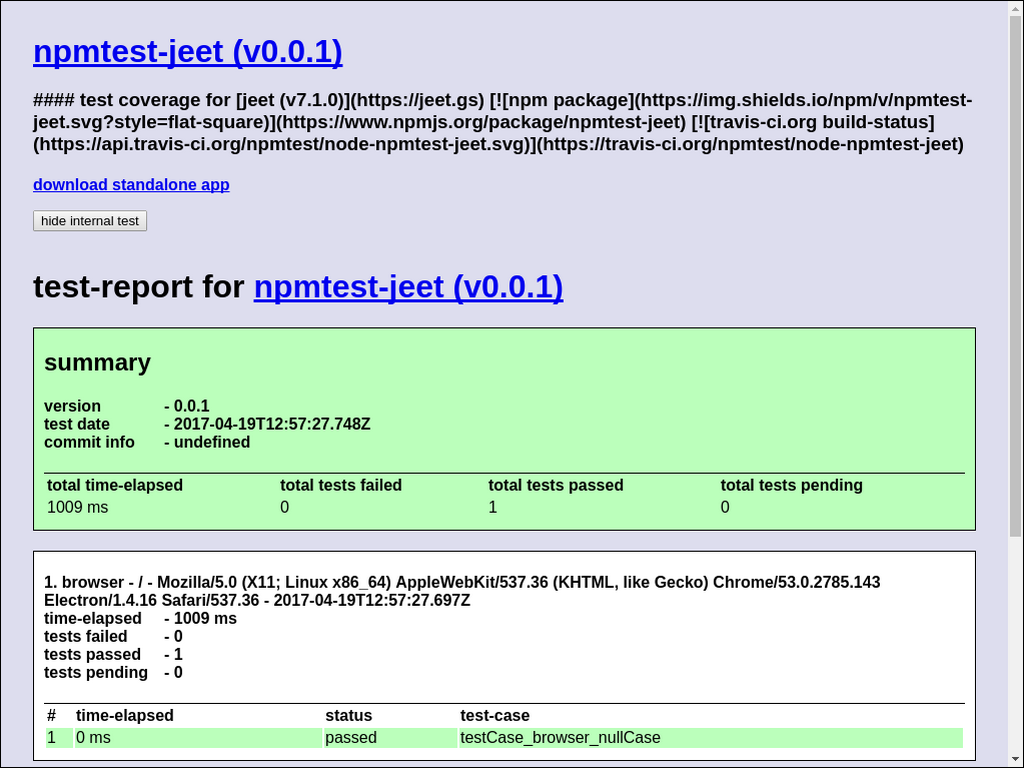 npmtest-jeet (v0.0.1)
#### test coverage for [jeet (v7.1.0)](https://jeet.gs) [![npm package](https://img.shields.io/npm/v/npmtest-
jeet.svg?style=flat-square)](https://www.npmjs.org/package/npmtest-jeet) [![travis-ci.org build-status]
(https://api.travis-ci.org/npmtest/node-npmtest-jeet.svg)](https://travis-ci.org/npmtest/node-npmtest-jeet)
download standalone app
hide internal test
test-report for npmtest-jeet (v0.0.1)
summary
version - 0.0.1
test date - 2017-04-19T12:57:27.748Z
commit info - undefined
total time-elapsed total tests failed total tests passed total tests pending
1009 ms 0 1 0
1. browser - / - Mozilla/5.0 (X11; Linux x86_64) AppleWebKit/537.36 (KHTML, like Gecko) Chrome/53.0.2785.143
Electron/1.4.16 Safari/537.36 - 2017-04-19T12:57:27.697Z
time-elapsed - 1009 ms
tests failed - 0
tests passed - 1
tests pending - 0
# time-elapsed status test-case
1 0 ms passed testCase_browser_nullCase